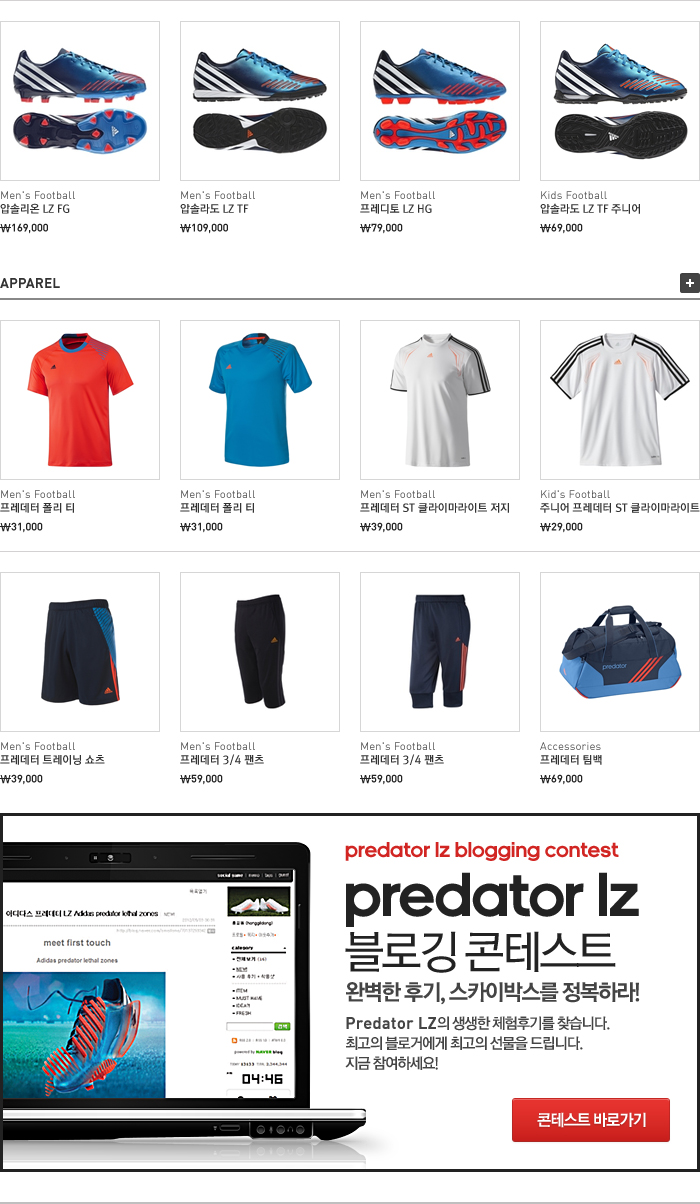 Men's Football
압솔리온 LZ FG
₩169,000
Men's Football
압솔라도 LZ TF
₩109,000
Men's Football
프레디토 LZ HG
₩79,000
Kids Football
압솔라도 LZ TF 주니어
₩69,000
APPAREL
Men's Football
프레데터 폴리 티
₩31,000
Men's Football
프레데터 폴리 티
₩31,000
Men's Football
프레데터 ST 클라이마라이트 저지
₩39,000
Kid's Football
주니어 프레데터 ST 클라이마라이트
₩29,000
Men's Football
프레데터 트레이닝 쇼츠
₩39,000
Men's Football
프레데터 3/4 팬츠
₩59,000
Men's Football
프레데터 3/4 팬츠
₩59,000
predator
Accessories
프레데터 팀백
₩69,000
이디다스 프레데터 LZ Adidas predator lethal zones
meet first touch
Adidas predator lethal zones
category
04:46
predator lz blogging contest
predator lz
블로깅 콘테스트
완벽한 후기, 스카이박스를 정복하라!
Predator LZ의 생생한 체험후기를 찾습니다.
최고의 블로거에게 최고의 선물을 드립니다.
지금 참여하세요!
콘테스트 바로가기